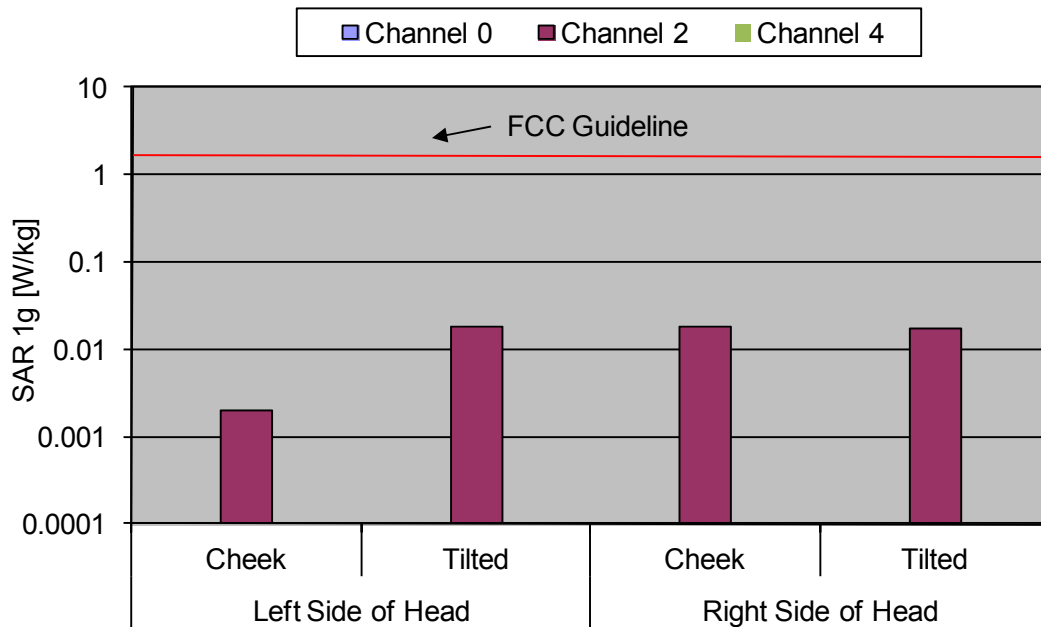 Channel 0 Channel 2 Channel 4
10
FCC Guideline
1
0.1
SAR 1g [W/kg]
0.01
0.001
0.0001
Cheek Tilted Cheek Tilted
Left Side of Head Right Side of Head